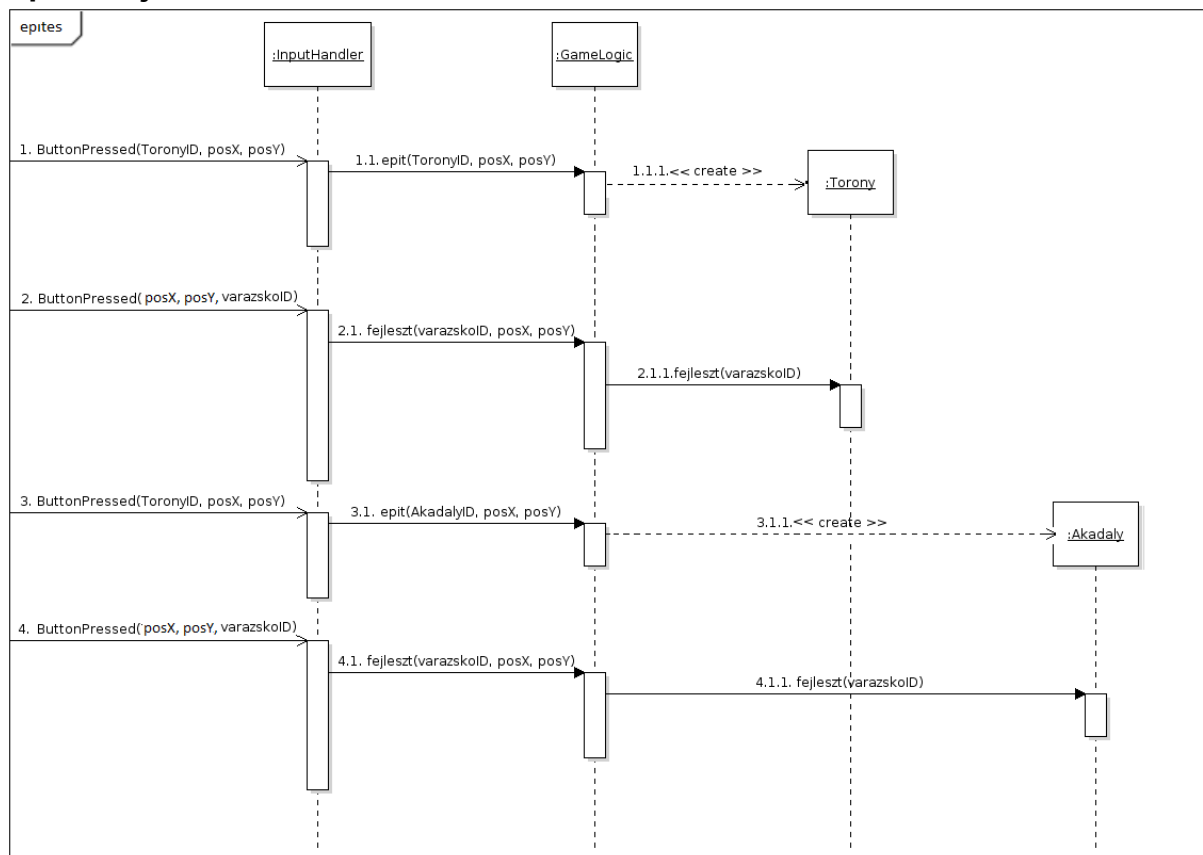 epites
:InputHandler
:GameLogic
1. ButtonPressed(ToronyID, posX, posY)
1.1.epit(ToronyID, posX, posY)
1.1.1.<< create >>
:Torony
2. ButtonPressed( posX, posY, varazskoID)
2.1. fejleszt(varazskoID, posX, posY)
2.1.1.fejleszt(varazskoID)
3. ButtonPressed(ToronyID, posX, posY)
3.1. epit(AkadalyID, posX, posY)
3.1.1.<< create >>
:Akadaly
4. ButtonPressed( posX, posY, varazskoID)
4.1. fejleszt(varazskoID, posX, posY)
4.1.1. fejleszt(varazskoID)